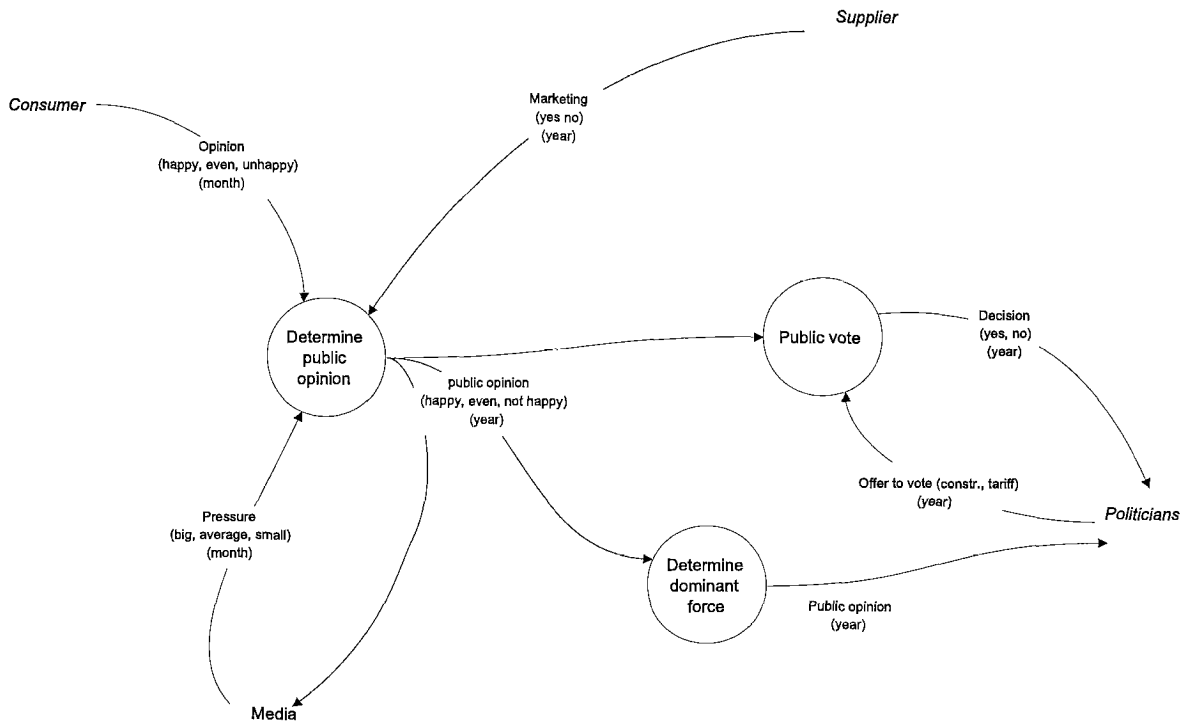 Supplier
Consumer
Marketing
(yes no)
(year)
Opinion
(happy, even, unhappy)
(month)
Determine
public
opinion
Public vote
Decision
(yes, no)
(year)
public opinion
(happy, even, not happy)
(year)
Offer to vote (constr., tariff)
(year)
Politicians
Pressure
(big, average, small)
(month)
Determine
dominant
force
Public opinion
(year)
Media